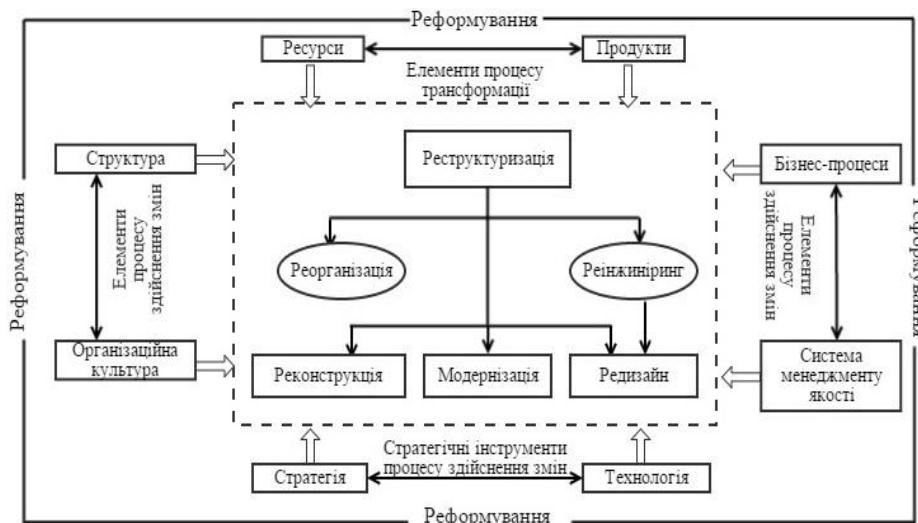 Реформування
Ресурси
Продукти
Елементи процесу
трансформації
Структура
Реструктуризація
Бізнес-процеси
Реформування
Елементи
процесу
здійснення змін
Реорганізація
Реінжиніринг
Елементи
процесу
здійснення змін
Реформування
Організаційна
культура
Реконструкція
Модернізація
Редизайн
Система
менеджменту
якості
Стратегічні інструменти
процесу здійснення змін
Стратегія
Технологія
Реформування